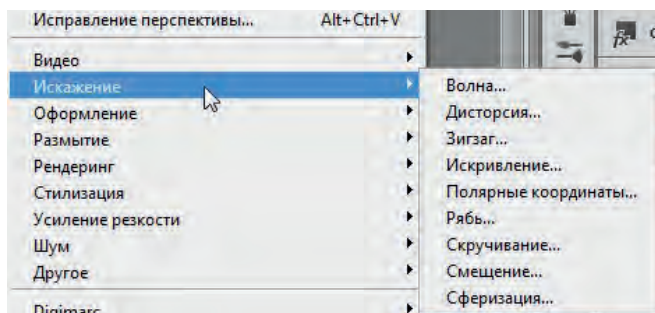 Исправление перспективы... Alt+Ctrl+V
Видео
Искажение
Оформление
Размытие
Рендеринг
Стилизация
Усиление резкости
Шум
Другое
Digimarc
Волна...
Дисторсия...
Зигзаг...
Искривление...
Полярные координаты...
Рябь...
Скручивание...
Смещение...
Сферизация...
fx